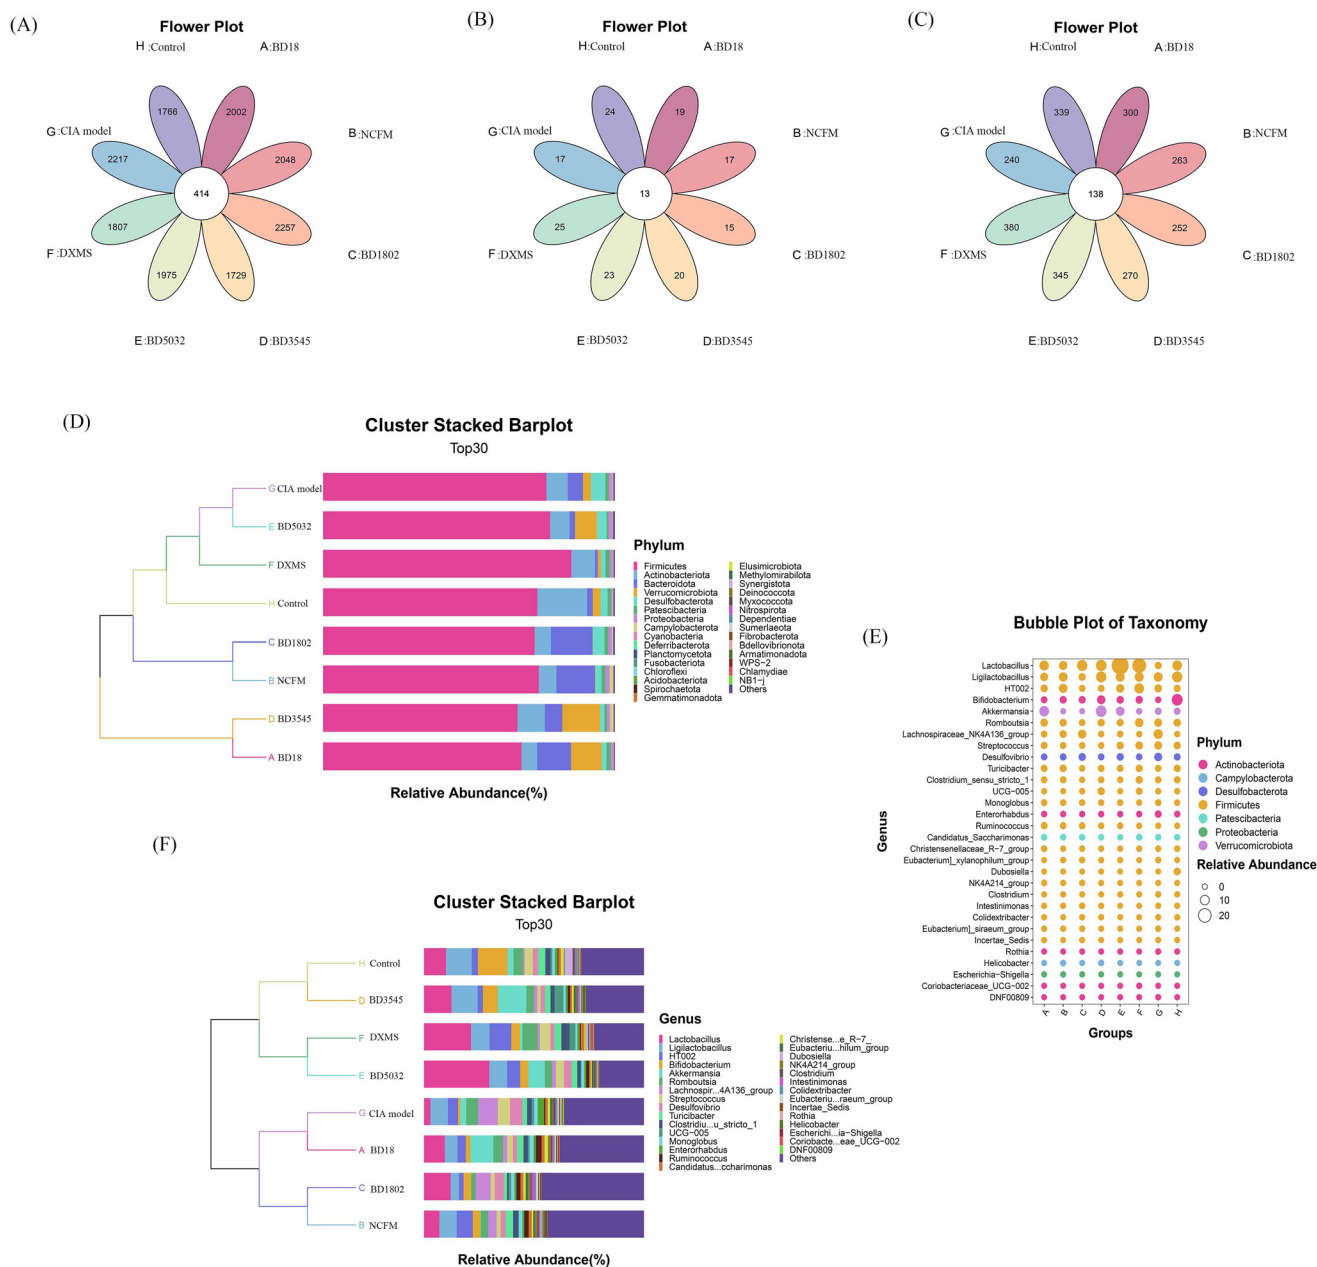 (A)
Flower Plot
H :Control
A:BD18
G:CIA model
B:NCFM
1766
2002
2217
2048
414
1807
2257
1975
1729
F :DXMS
C:BD1802
E:BD5032
D:BD3545
(B)
Flower Plot
H:Control
A:BD18
G:CIA model
B:NCFM
24
19
17
17
13
25
15
23
20
F:DXMS
C:BD1802
E:BD5032
D:BD3545
(C)
Flower Plot
H:Control
A:BD18
G:CIA model
B:NCFM
339
300
240
263
138
380
252
345
270
F:DXMS
C:BD1802
E:BD5032
D:BD3545
(D)
Cluster Stacked Barplot
Top30
G CIA model
E BD5032
F DXMS
H Control
C BD1802
B NCFM
D BD3545
A BD18
Relative Abundance(%)
Phylum
Firmicutes
Actinobacteriota
Bacteroidota
Verrucomicrobiota
Desulfobacterota
Patescibacteria
Proteobacteria
Campylobacterota
Cyanobacteria
Deferribacterota
Planctomycetota
Fusobacteriota
Chloroflexi
Acidobacteriota
Spirochaetota
Gemmatimonadota
Elusimicrobiota
Methylomirabilota
Synergistota
Deinococcota
Myxococcota
Nitrospirota
Dependentiae
Sumerlaeota
Fibrobacterota
Bdellovibrionota
Armatimonadota
WPS-2
Chlamydiae
NB1-j
Others
(E)
Bubble Plot of Taxonomy
Genus
Lactobacillus
Ligilactobacillus
HT002
Bifidobacterium
Akkermansia
Romboutsia
Lachnospiraceae_NK4A136_group
Streptococcus
Desulfovibrio
Turicibacter
Clostridium_sensu_stricto_1
UCG-005
Monoglobus
Enterorhabdus
Ruminococcus
Candidatus_Saccharimonas
Christensenellaceae_R-7_group
Eubacterium]_xylanophilum_group
Dubosiella
NK4A214_group
Clostridium
Intestinimonas
Colidextribacter
Eubacterium]_siraeum_group
Incertae_Sedis
Rothia
Helicobacter
Escherichia-Shigella
Coriobacteriaceae_UCG-002
DNF00809
A B C D E F G H
Groups
Phylum
Actinobacteriota
Campylobacterota
Desulfobacterota
Firmicutes
Patescibacteria
Proteobacteria
Verrucomicrobiota
Relative Abundance
0
10
20
(F)
Cluster Stacked Barplot
Top30
H Control
D BD3545
F DXMS
E BD5032
G CIA model
A BD18
C BD1802
B NCFM
Relative Abundance(%)
Genus
Lactobacillus
Ligilactobacillus
HT002
Bifidobacterium
Akkermansia
Romboutsia
Lachnospir...4A136_group
Streptococcus
Desulfovibrio
Turicibacter
Clostridiu...u_stricto_1
UCG-005
Monoglobus
Enterorhabdus
Ruminococcus
Candidatus...ccharimonas
Christense...e_R-7_
Eubacteriu...hilum_group
Dubosiella
NK4A214_group
Clostridium
Intestinimonas
Colidextribacter
Eubacteriu...raeum_group
Incertae_Sedis
Rothia
Helicobacter
Escherichi...ia-Shigella
Coriobacte...eae_UCG-002
DNF00809
Others